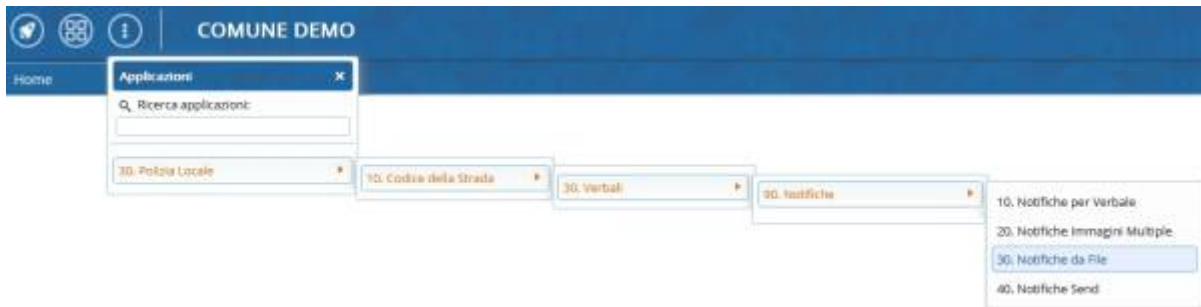 COMUNE DEMO
Home
Applicazioni ×
Ricerca applicazioni:
30. Polizia Locale
10. Codice della Strada
30. Verbali
90. Notifiche
10. Notifiche per Verbale
20. Notifiche Immagini Multiple
30. Notifiche da File
40. Notifiche Send